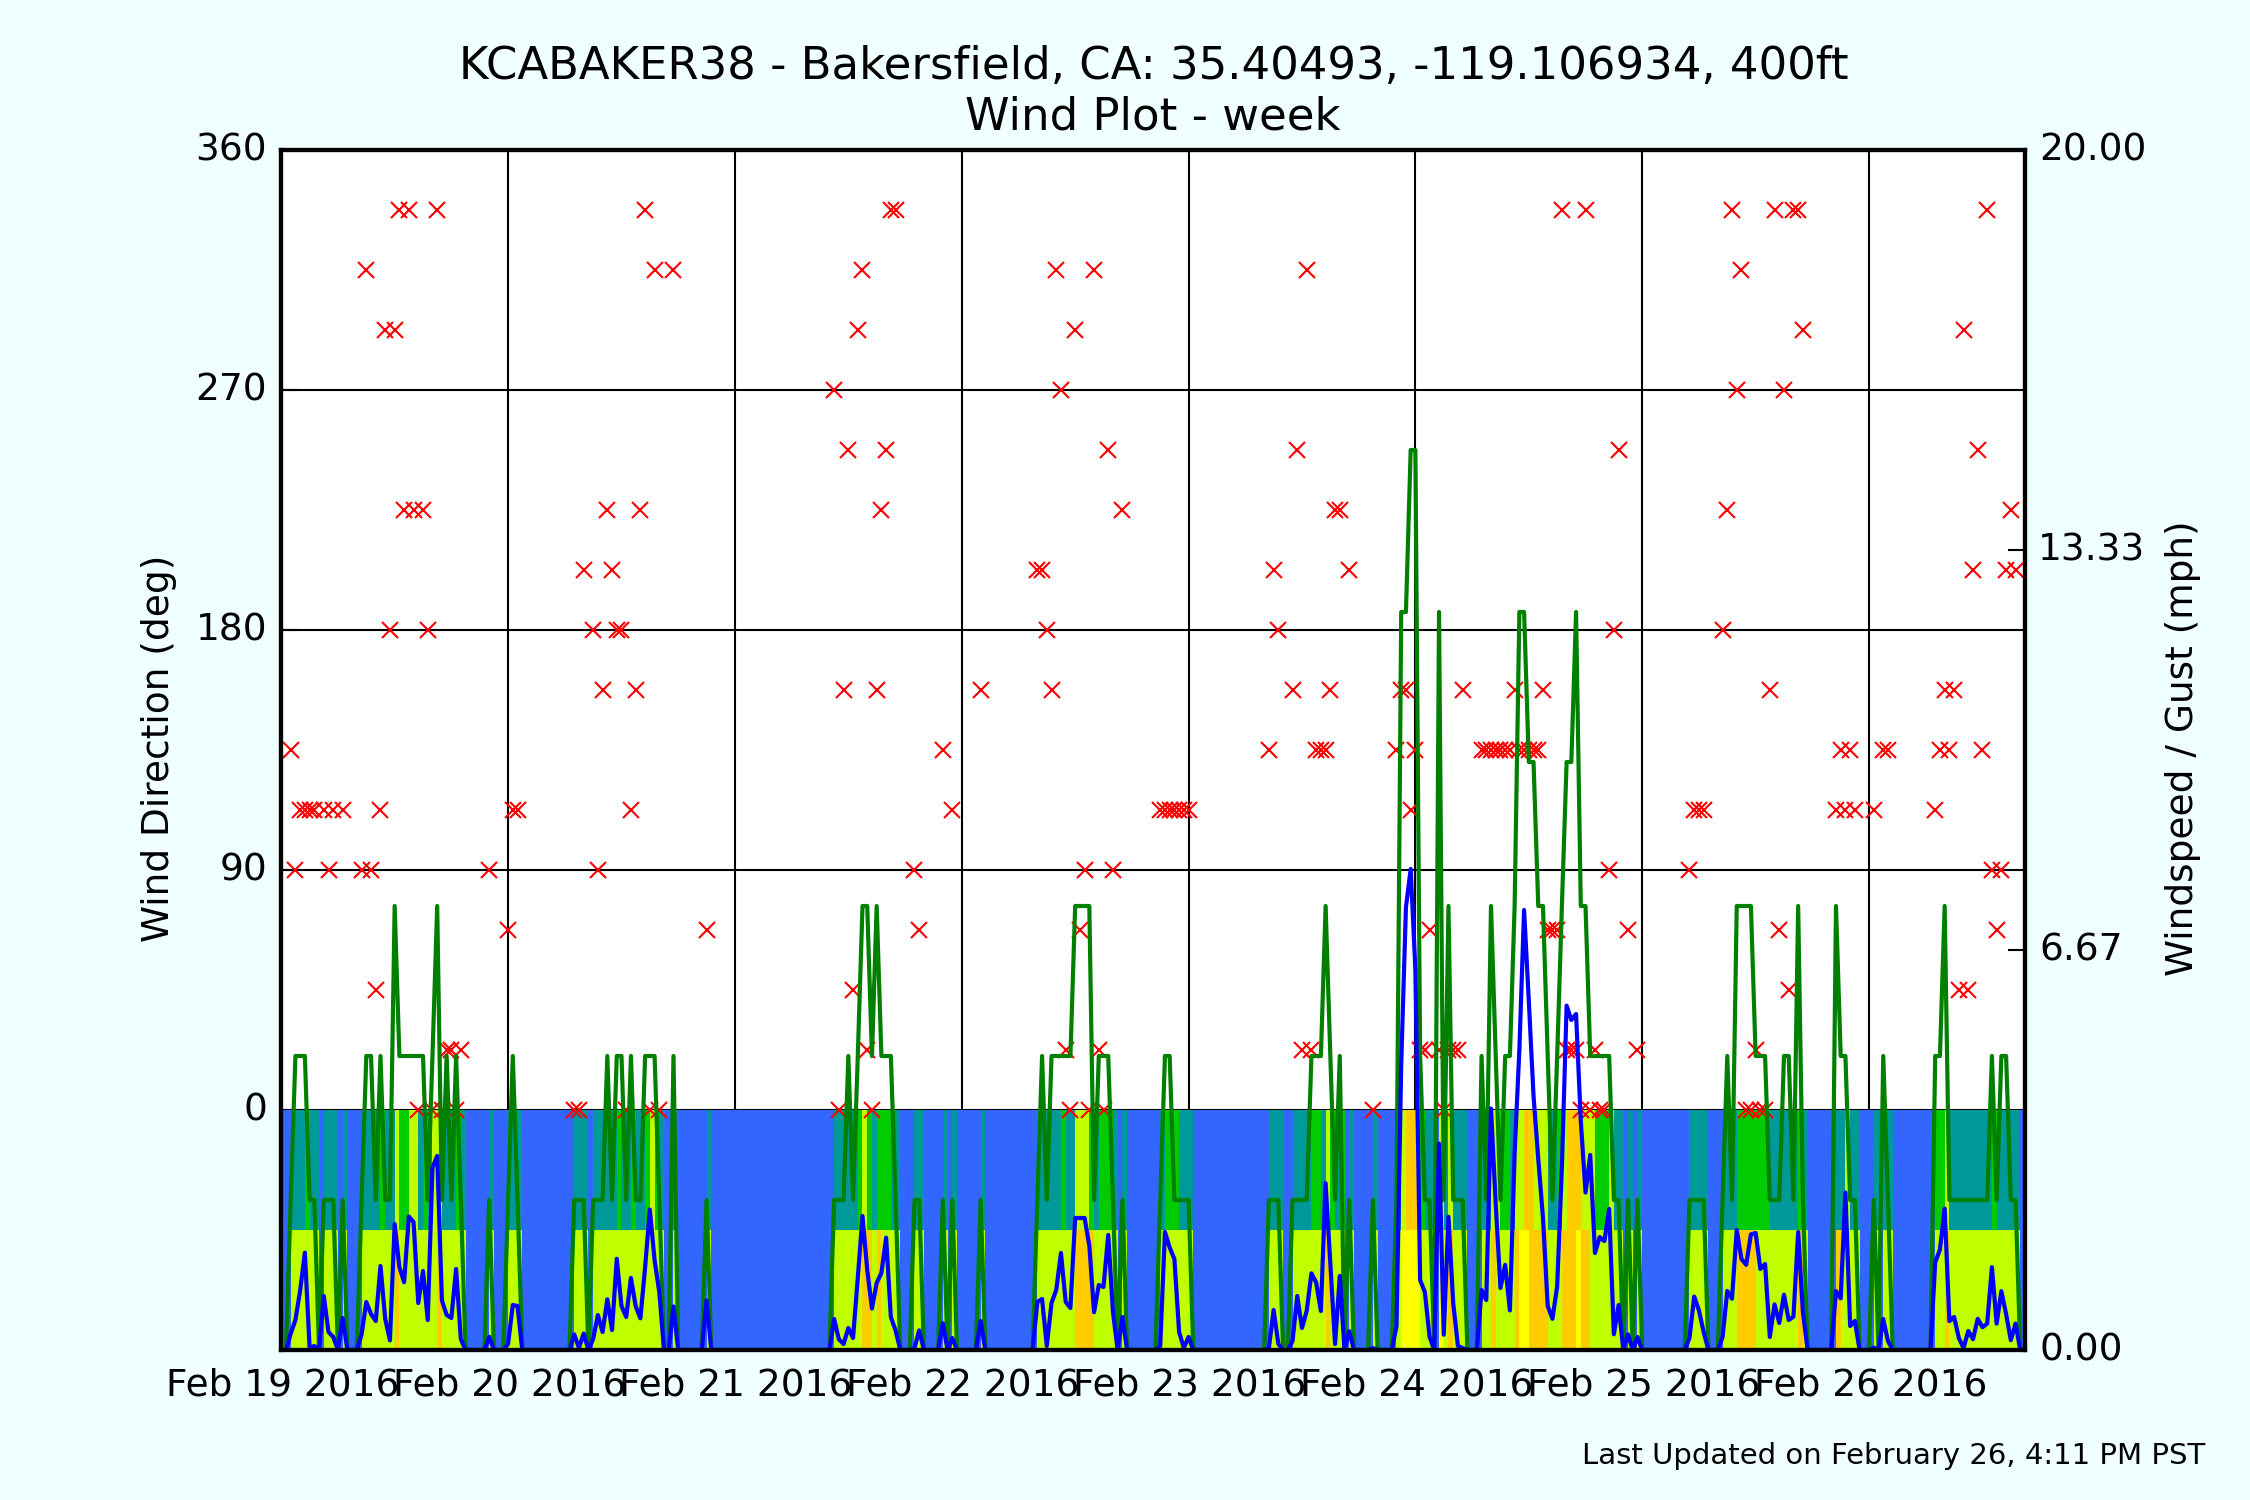 KCABAKER38 - Bakersfield, CA: 35.40493, -119.106934, 400ft
Wind Plot - week
360
270
180
90
0
Wind Direction (deg)
20.00
13.33
6.67
0.00
Windspeed / Gust (mph)
Feb 19 2016 Feb 20 2016 Feb 21 2016 Feb 22 2016 Feb 23 2016 Feb 24 2016 Feb 25 2016 Feb 26 2016
Last Updated on February 26, 4:11 PM PST